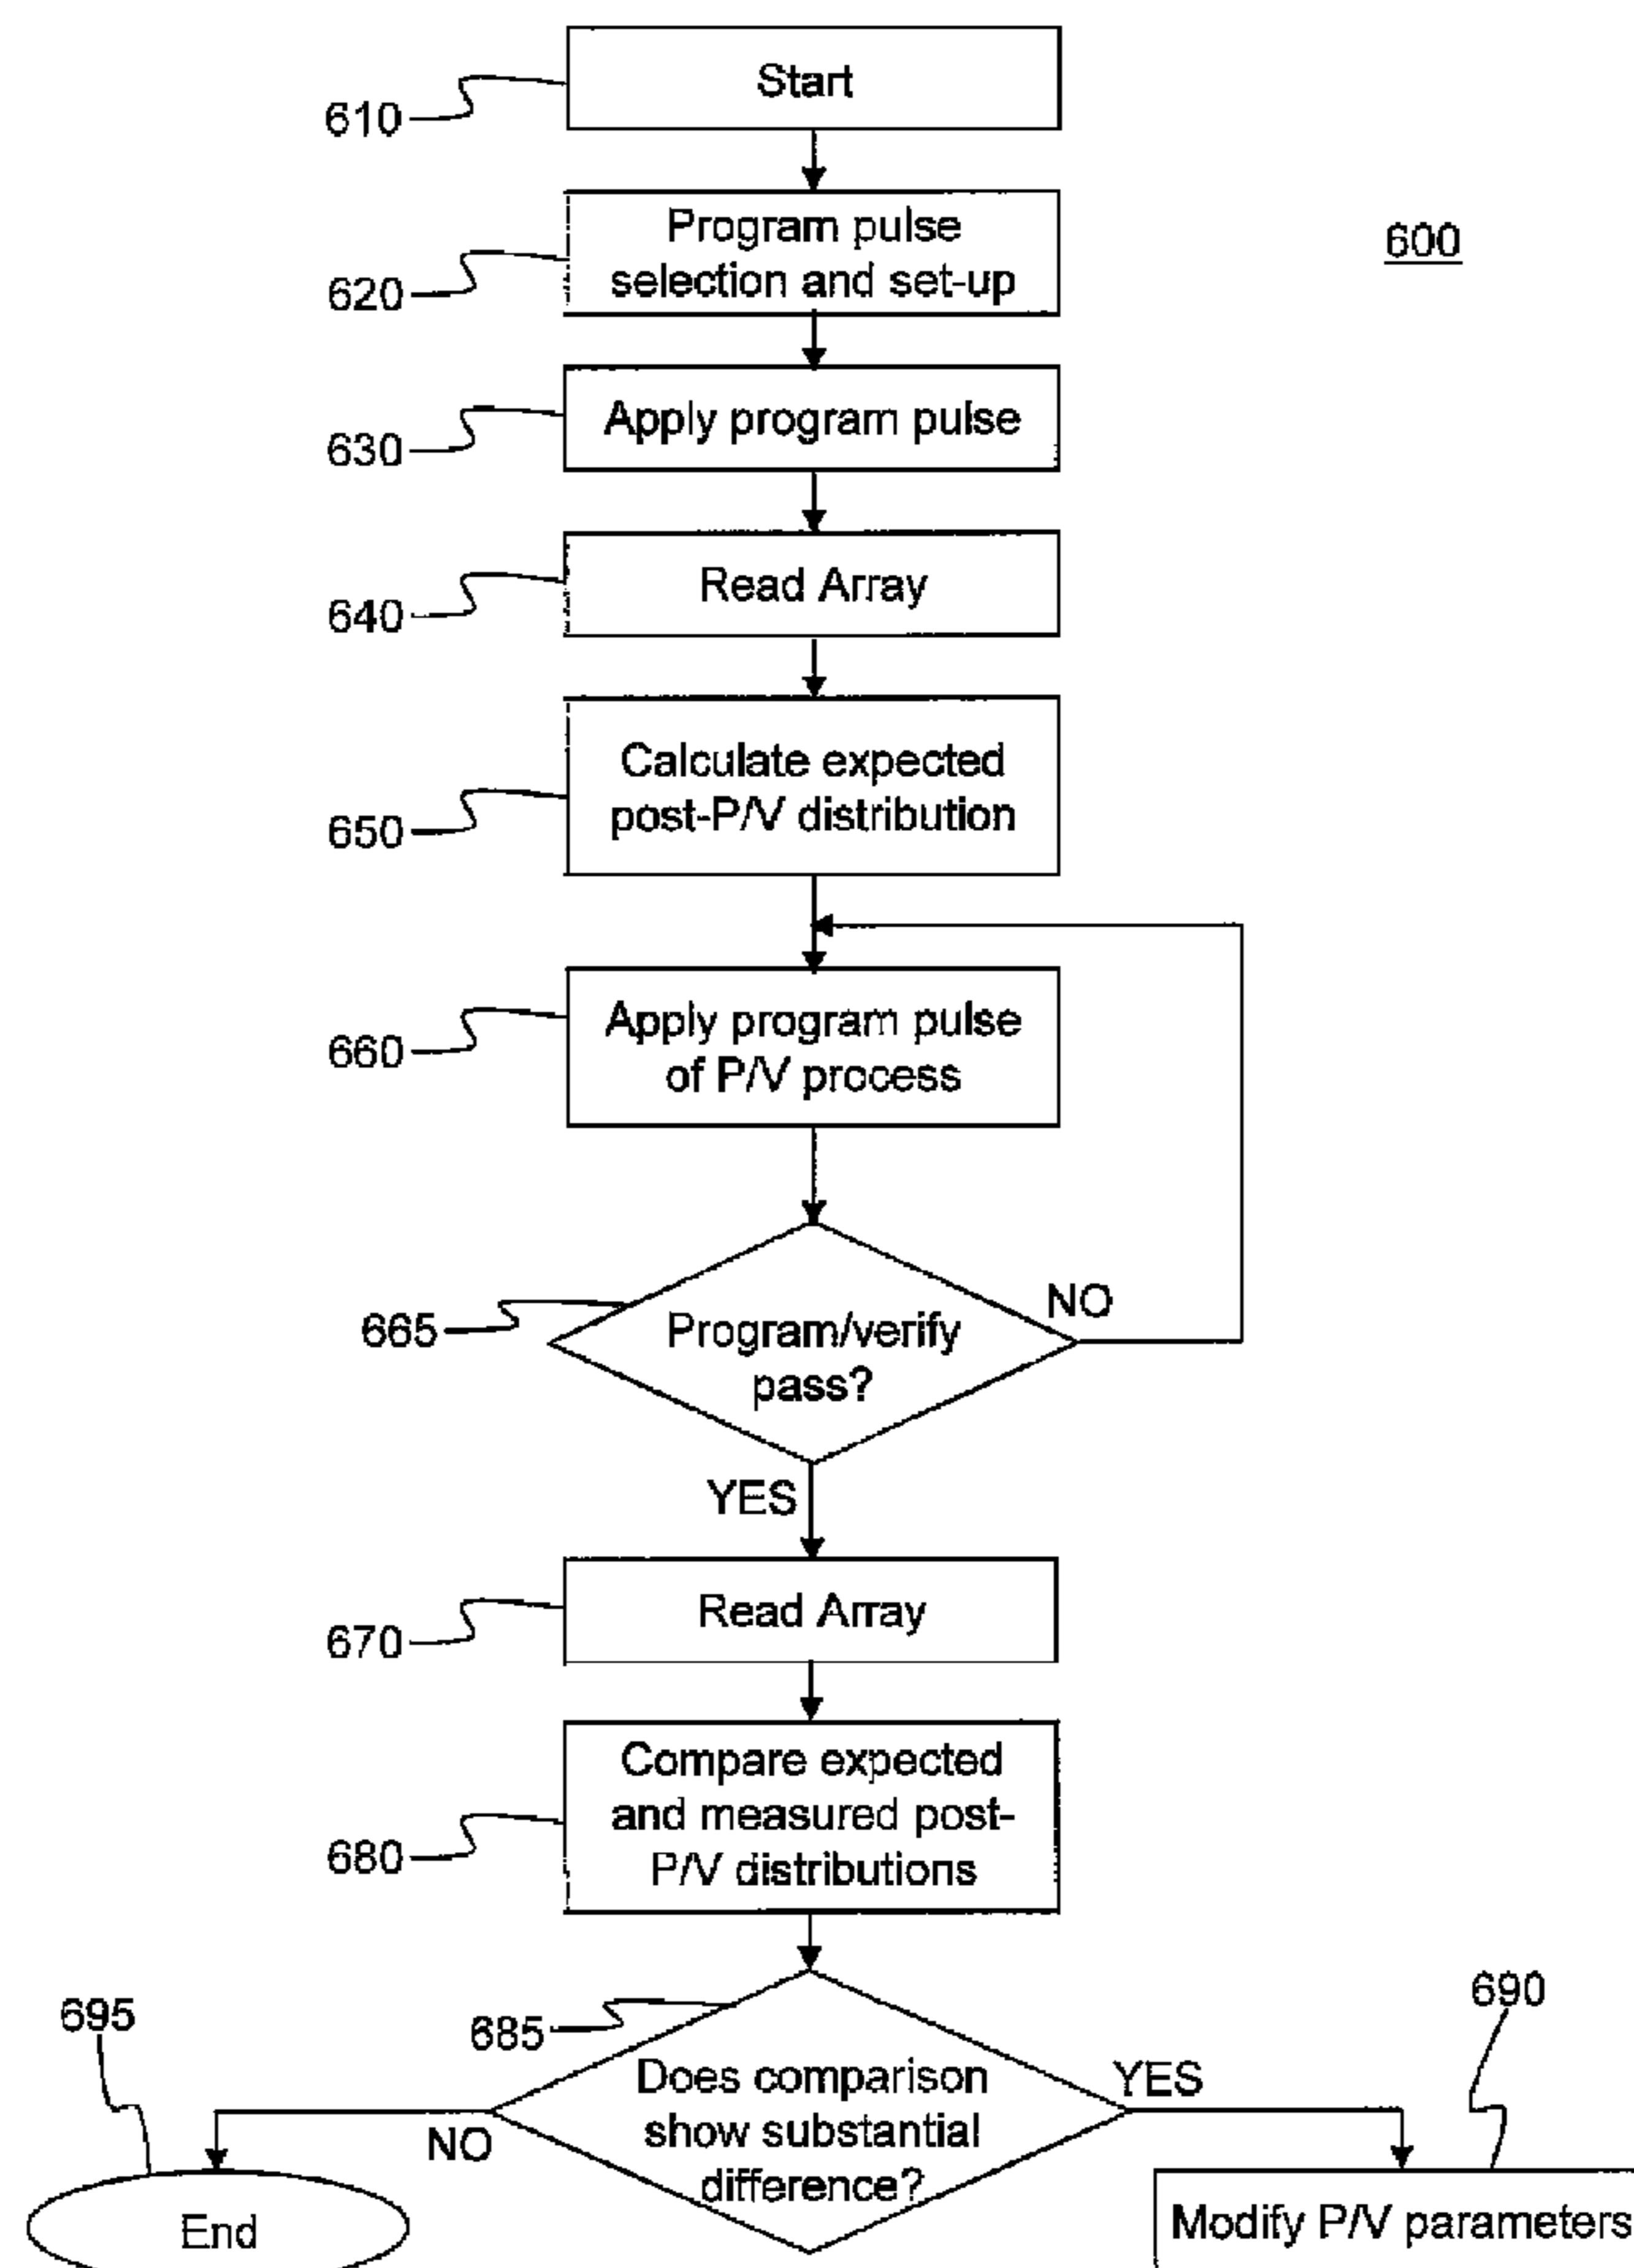 Start
610
Program pulse
selection and set-up
620
600
Apply program pulse
630
Read Array
640
Calculate expected
post-P/V distribution
650
Apply program pulse
of P/V process
660
NO
Program/verify
pass?
665
YES
Read Array
670
Compare expected
and measured post-
P/V distributions
680
690
695
685
Does comparison
show substantial
difference?
YES
NO
End
Modify P/V parameters